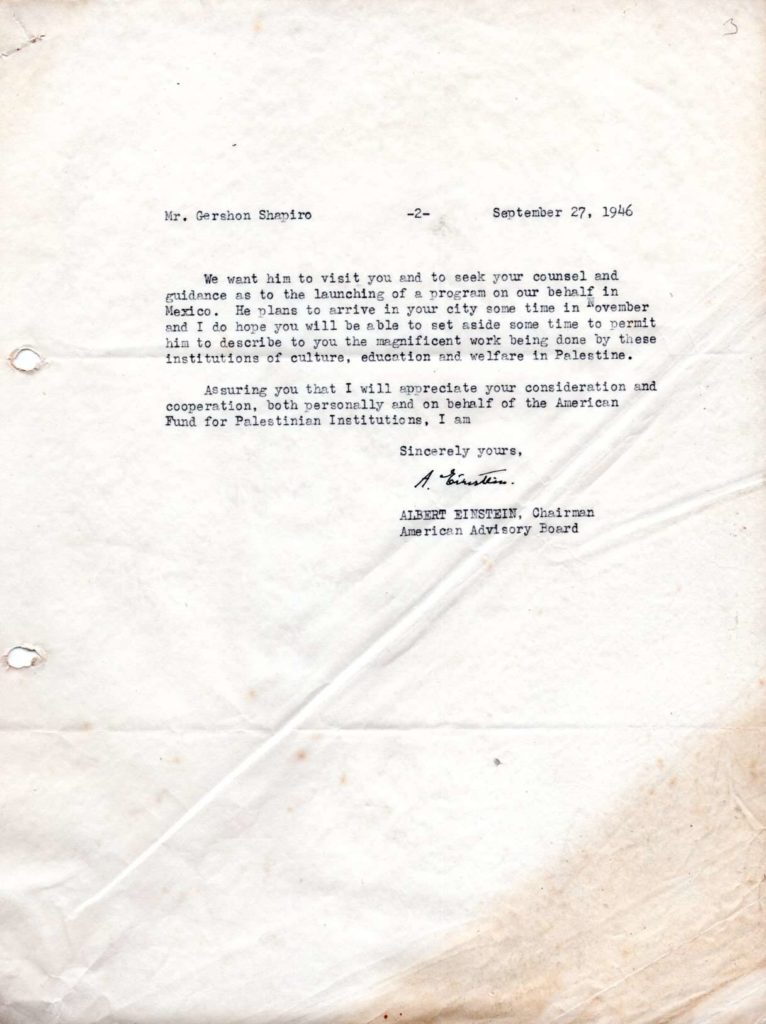 3
Mr. Gershon Shapiro -2- September 27, 1946
We want him to visit you and to seek your counsel and
guidance as to the launching of a program on our behalf in
Mexico. He plans to arrive in your city some time in November
and I do hope you will be able to set aside some time to permit
him to describe to you the magnificent work being done by these
institutions of culture, education and welfare in Palestine.
Assuring you that I will appreciate your consideration and
cooperation, both personally and on behalf of the American
Fund for Palestinian Institutions, I am
Sincerely yours,
A. Einstein.
ALBERT EINSTEIN, Chairman
American Advisory Board